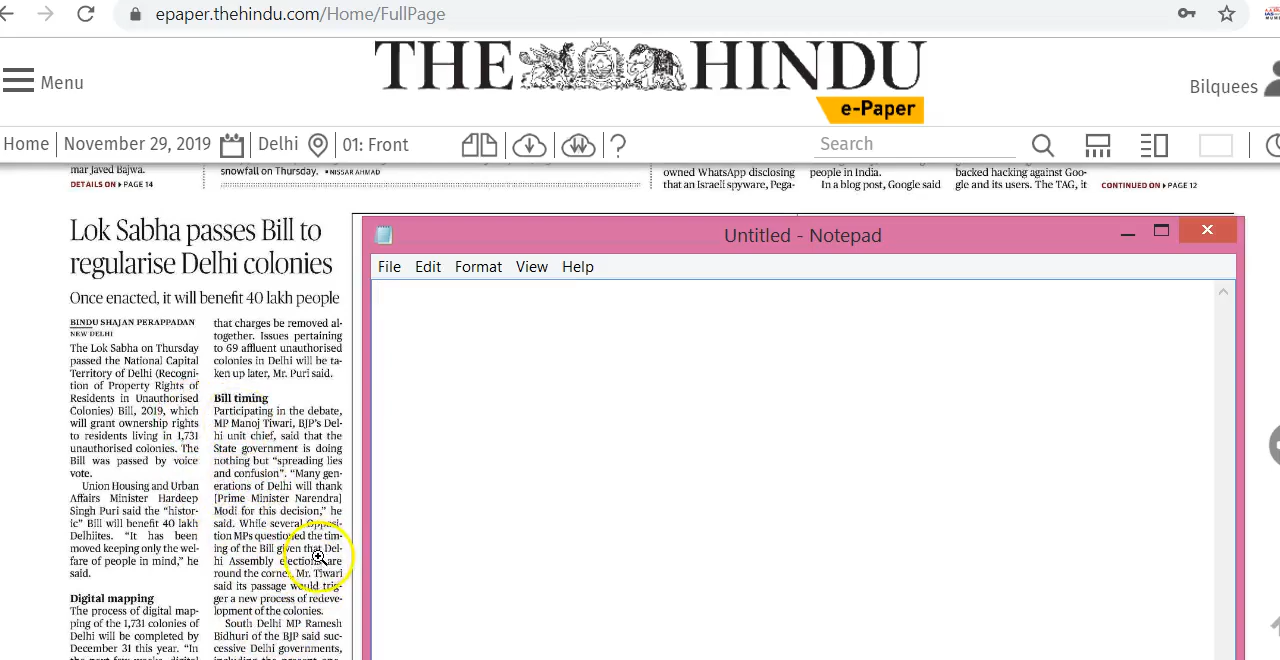 epaper.thehindu.com/Home/FullPage
THE HINDU
e-Paper
Menu
Bilquees
Home
November 29, 2019
Delhi
01: Front
?
Search
mar Javed Bajwa.
DETAILS ON ▸ PAGE 14
snowfall on Thursday. ▪ NISSAR AHMAD
owned WhatsApp disclosing
that an Israeli spyware, Pega-
people in India.
In a blog post, Google said
backed hacking against Goo-
gle and its users. The TAG, it
CONTINUED ON ▸ PAGE 12
Lok Sabha passes Bill to
regularise Delhi colonies
Once enacted, it will benefit 40 lakh people
BINDU SHAJAN PERAPPADAN
NEW DELHI
The Lok Sabha on Thursday
passed the National Capital
Territory of Delhi (Recogni-
tion of Property Rights of
Residents in Unauthorised
Colonies) Bill, 2019, which
will grant ownership rights
to residents living in 1,731
unauthorised colonies. The
Bill was passed by voice
vote.
Union Housing and Urban
Affairs Minister Hardeep
Singh Puri said the “histor-
ic” Bill will benefit 40 lakh
Delhiites. “It has been
moved keeping only the wel-
fare of people in mind,” he
said.
Digital mapping
The process of digital map-
ping of the 1,731 colonies of
Delhi will be completed by
December 31 this year. “In
the next few weeks, digital
that charges be removed al-
together. Issues pertaining
to 69 affluent unauthorised
colonies in Delhi will be ta-
ken up later, Mr. Puri said.
Bill timing
Participating in the debate,
MP Manoj Tiwari, BJP’s Del-
hi unit chief, said that the
State government is doing
nothing but “spreading lies
and confusion”. “Many gen-
erations of Delhi will thank
[Prime Minister Narendra]
Modi for this decision,” he
said. While several Opposi-
tion MPs questioned the tim-
ing of the Bill given that Del-
hi Assembly elections are
round the corner, Mr. Tiwari
said its passage would trig-
ger a new process of redeve-
lopment of the colonies.
South Delhi MP Ramesh
Bidhuri of the BJP said suc-
cessive Delhi governments,
including the present one,
Untitled - Notepad
File Edit Format View Help